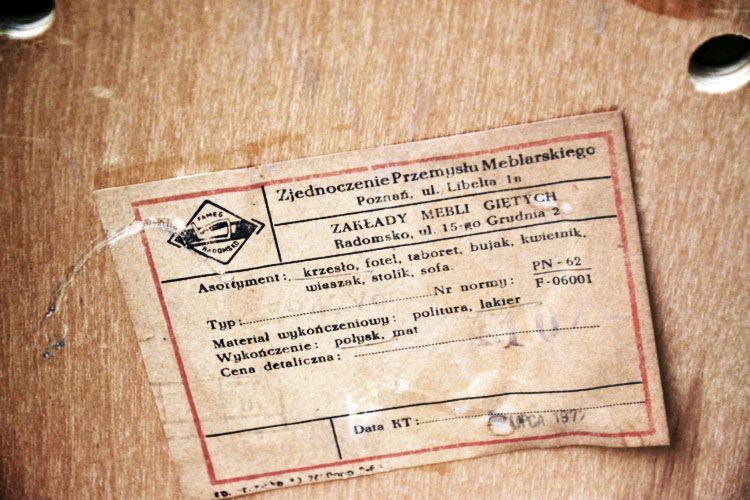 Zjednoczenie Przemysłu Meblarskiego
Poznań, ul. Libelta 1a
ZAKŁADY MEBLI GIĘTYCH
Radomsko, ul. 15-go Grudnia 2
FAMEG
RADOMSKO
Asortyment: krzesło, fotel, taboret, bujak, kwietnik,
wieszak, stolik, sofa.
Nr normy: PN-62
F-06001
Typ:
Materiał wykończeniowy: politura, lakier
Wykończenie: połysk, mat
Cena detaliczna:
Data KT: LIPCA